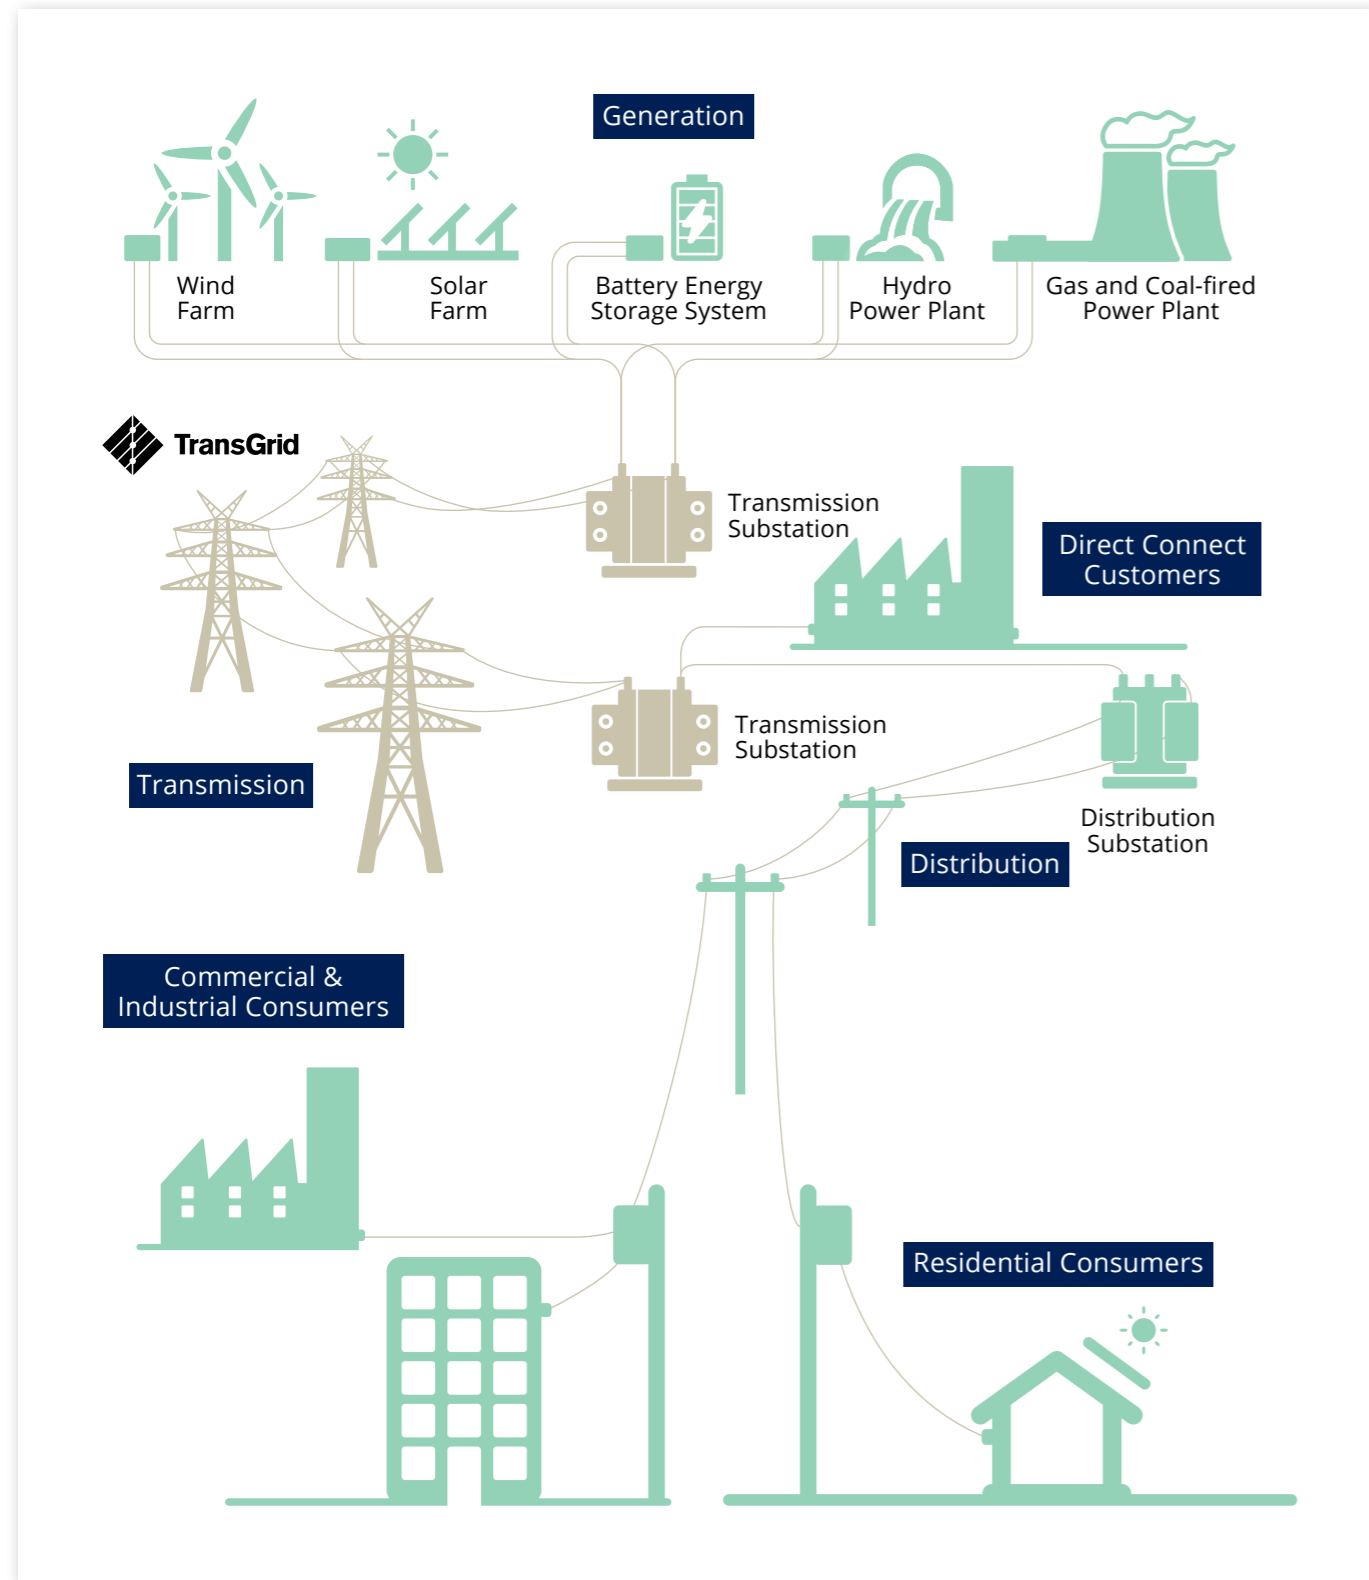 Generation
Wind
Farm
Solar
Farm
Battery Energy
Storage System
Hydro
Power Plant
Gas and Coal-fired
Power Plant
TransGrid
Transmission
Substation
Direct Connect
Customers
Transmission
Substation
Transmission
Distribution
Substation
Distribution
Commercial &
Industrial Consumers
Residential Consumers